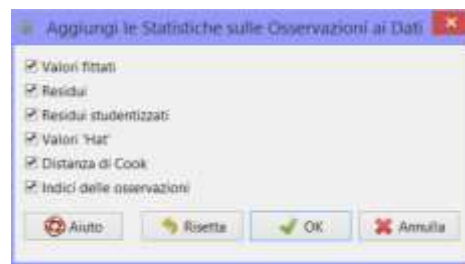 Aggiungi le Statistiche sulle Osservazioni ai Dati
Valori fittati
Residui
Residui studentizzati
Valori 'Hat'
Distanza di Cook
Indici delle osservazioni
Aiuto Risetta OK Annulla